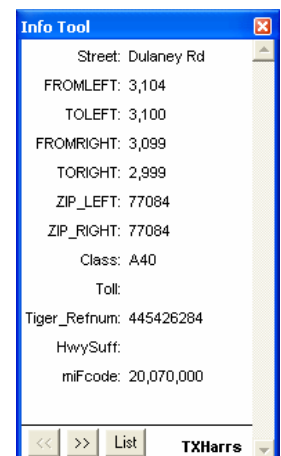 Info Tool
Street: Dulaney Rd
FROMLEFT: 3,104
TOLEFT: 3,100
FROMRIGHT: 3,099
TORIGHT: 2,999
ZIP_LEFT: 77084
ZIP_RIGHT: 77084
Class: A40
Toll:
Tiger_Refnum: 445426284
HwySuff:
miFcode: 20,070,000
<< >> List TXHarrs